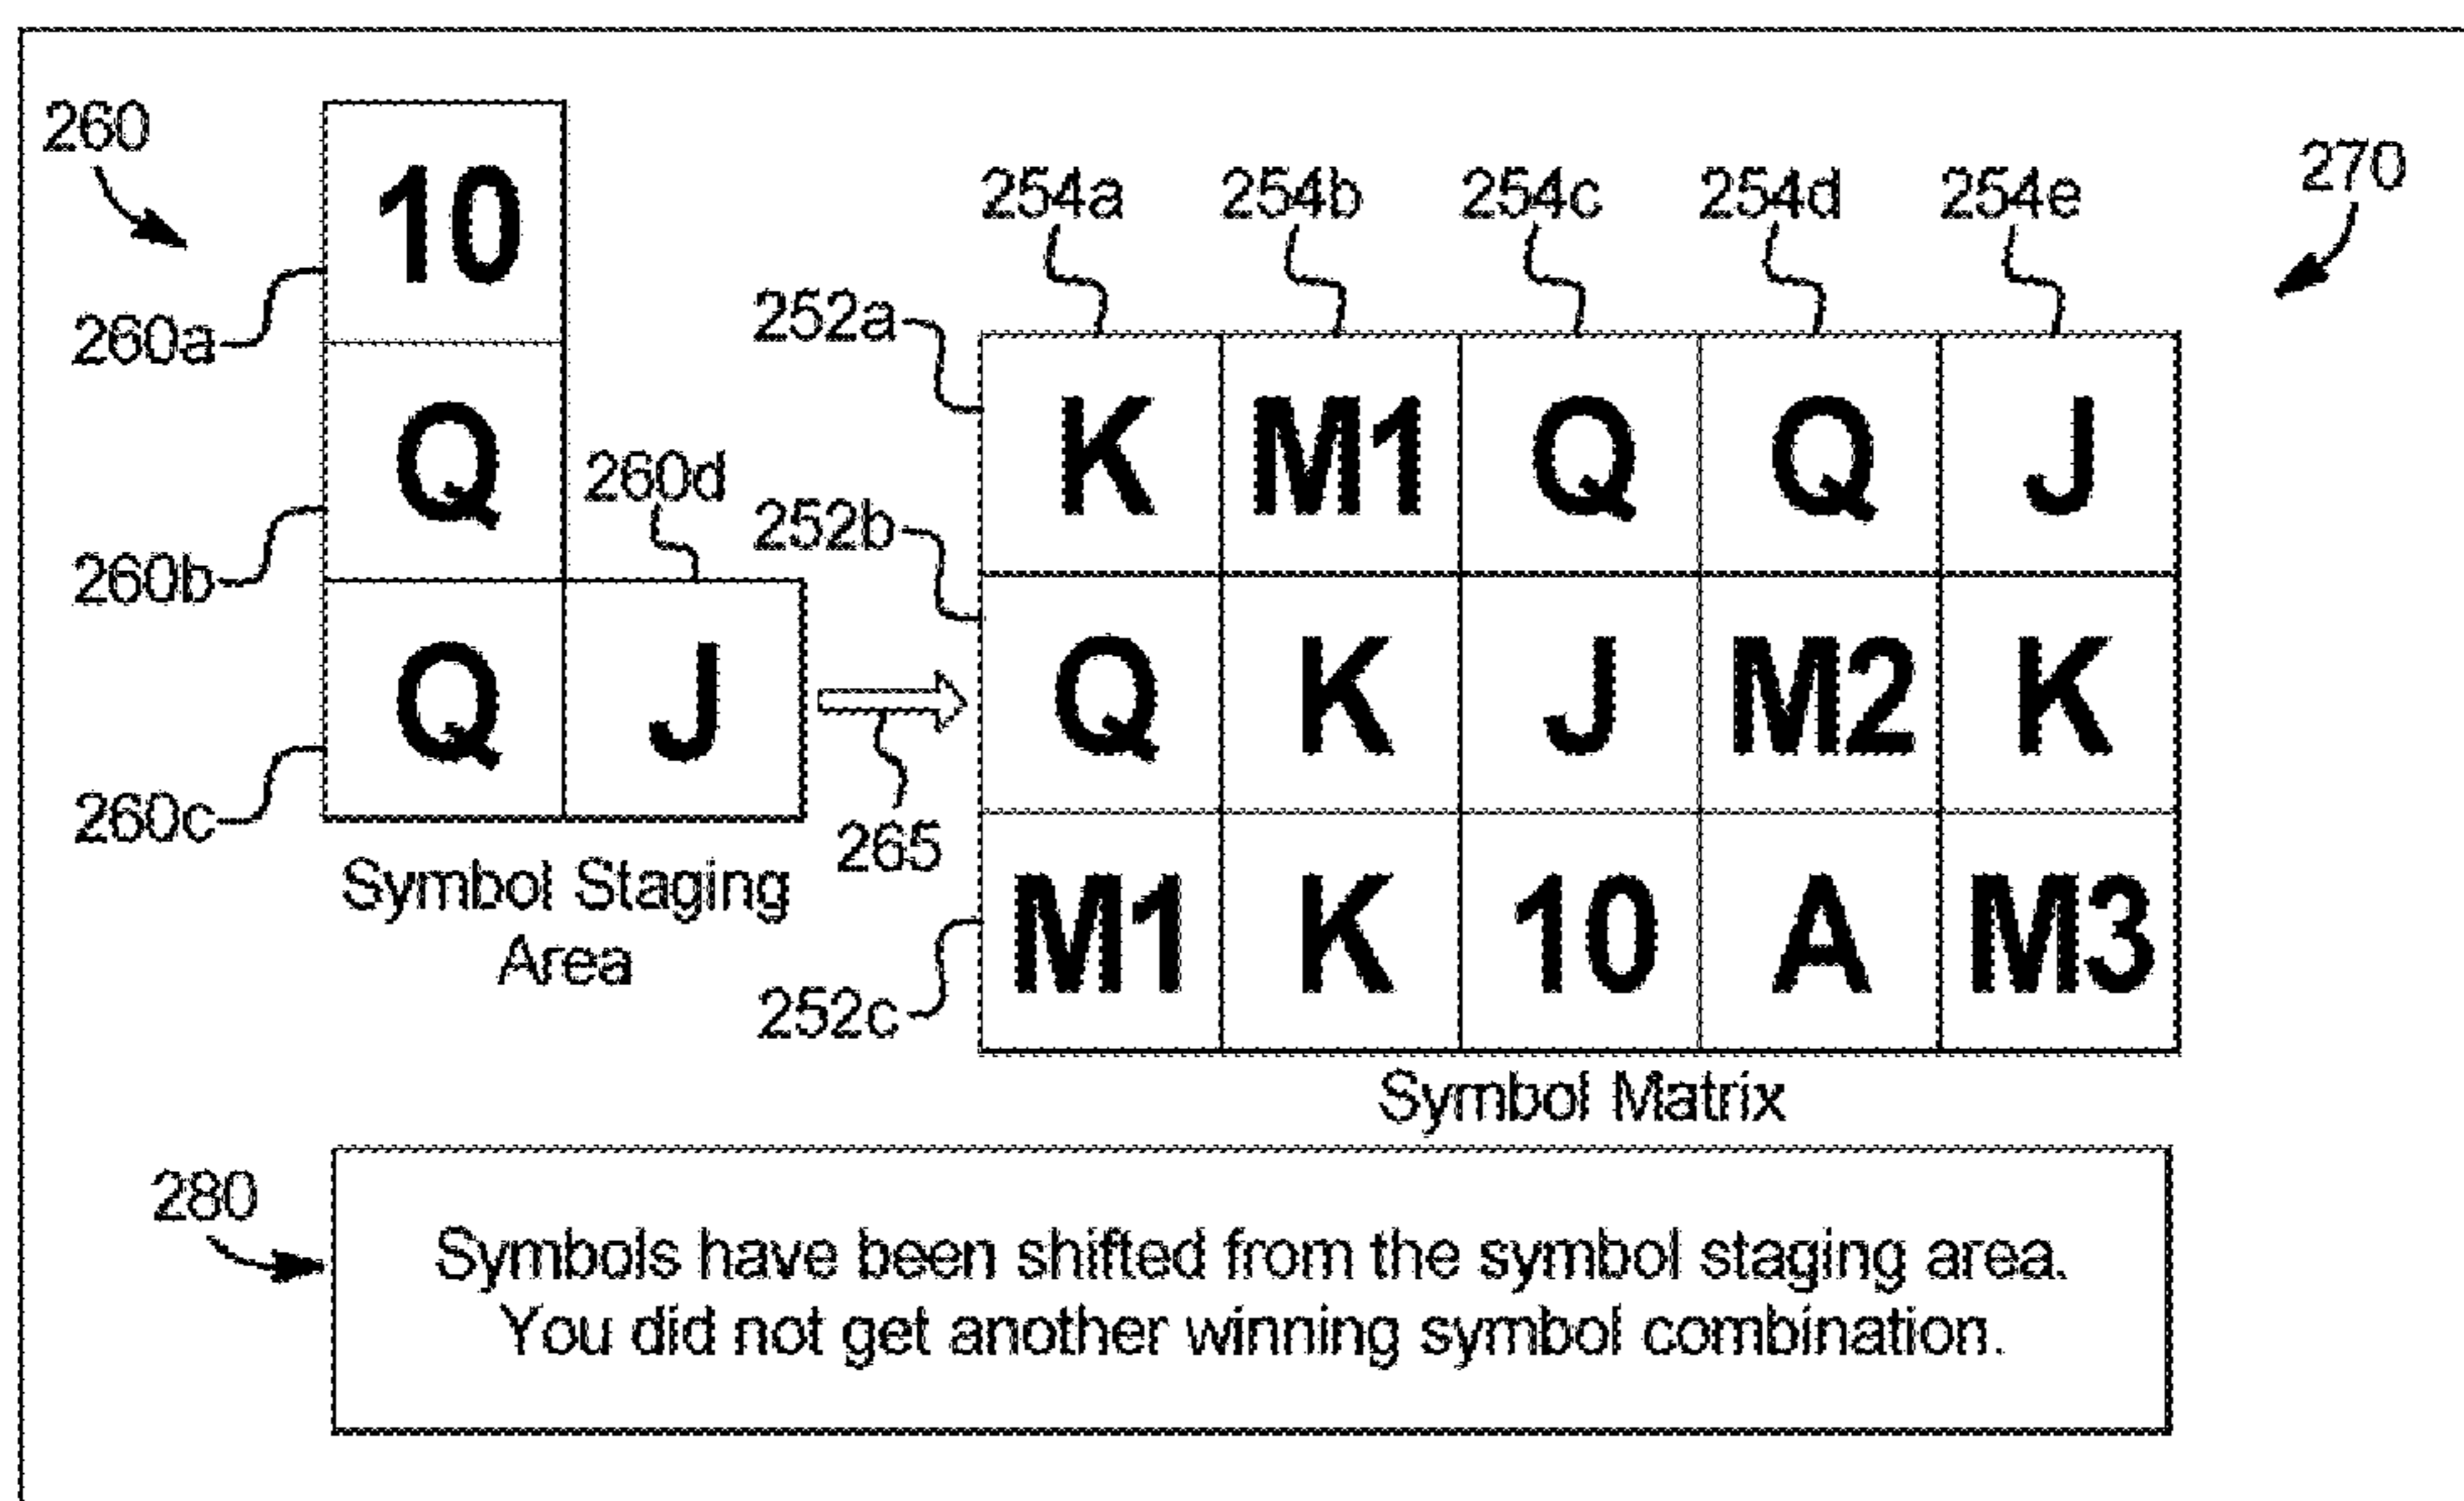 260
10
254a 254b 254c 254d 254e
270
260a
252a
K M1 Q Q J
Q
260d
252b
260b
Q J
Q K J M2 K
260c
265
Symbol Staging
Area
252c
M1 K 10 A M3
Symbol Matrix
280
Symbols have been shifted from the symbol staging area.
You did not get another winning symbol combination.